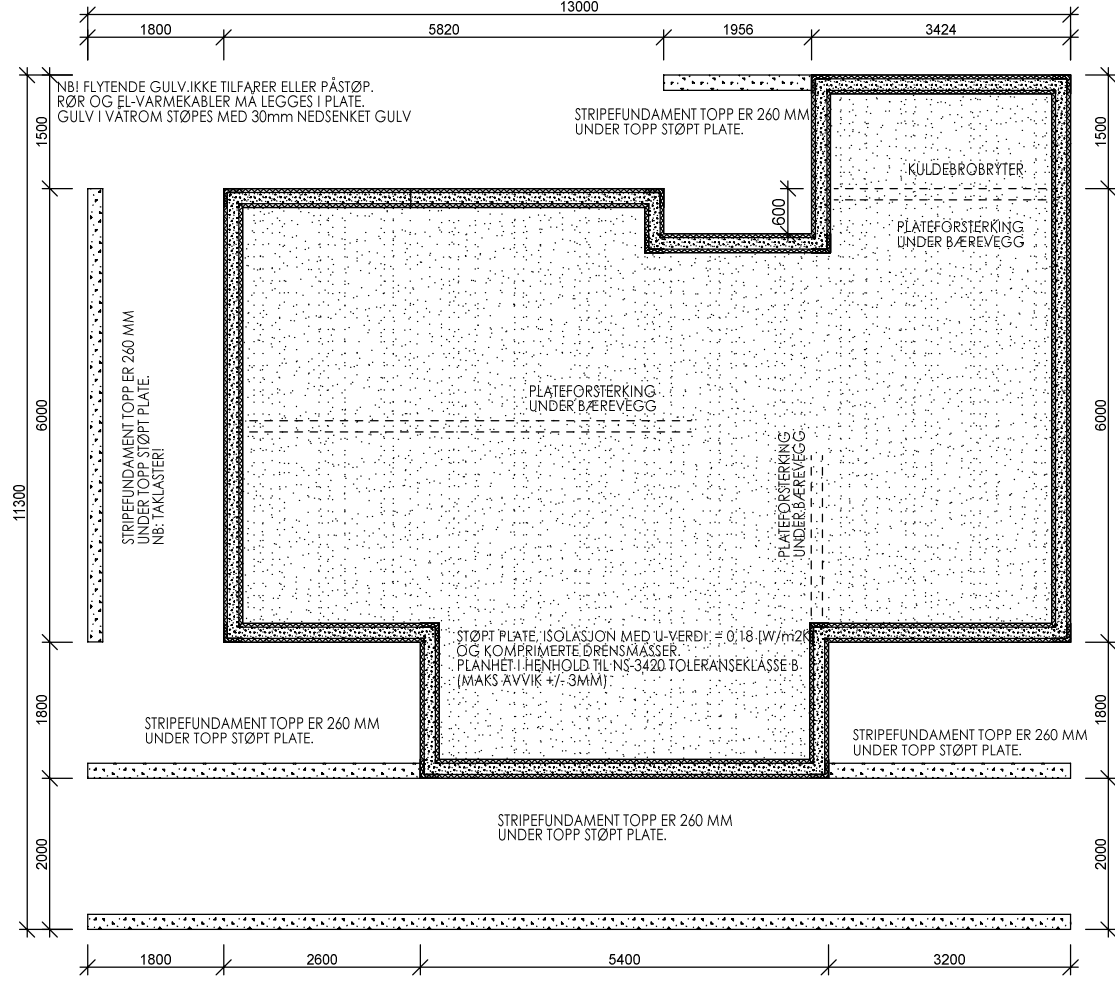 13000
1800
5820
1956
3424
NB! FLYTENDE GULV.IKKE TILFARER ELLER PÅSTØP.
RØR OG EL-VARMEKABLER MÅ LEGGES I PLATE.
GULV I VÅTROM STØPES MED 30mm NEDSENKET GULV
STRIPEFUNDAMENT TOPP ER 260 MM
UNDER TOPP STØPT PLATE.
1500
1500
KULDEBROBRYTER
600
PLATEFORSTERKING
UNDER BÆREVEGG
STRIPEFUNDAMENT TOPP ER 260 MM
UNDER TOPP STØPT PLATE.
NB: TAKLASTER!
PLATEFORSTERKING
UNDER BÆREVEGG
6000
6000
PLATEFORSTERKING
UNDER BÆREVEGG
11300
STØPT PLATE, ISOLASJON MED U-VERDI = 0,18 [W/m2K
OG KOMPRIMERTE DRENSMASSER.
PLANHET I HENHOLD TIL NS-3420 TOLERANSEKLASSE B
(MAKS AVVIK +/- 3MM)
1800
1800
STRIPEFUNDAMENT TOPP ER 260 MM
UNDER TOPP STØPT PLATE.
STRIPEFUNDAMENT TOPP ER 260 MM
UNDER TOPP STØPT PLATE.
STRIPEFUNDAMENT TOPP ER 260 MM
UNDER TOPP STØPT PLATE.
2000
2000
1800
2600
5400
3200